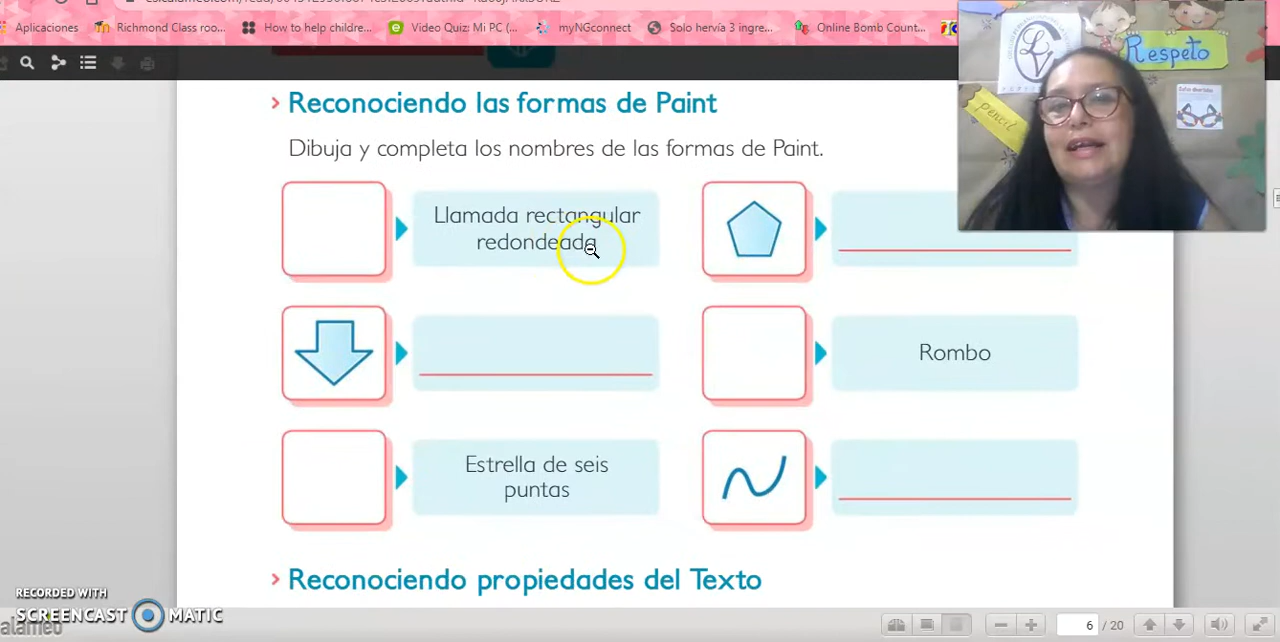 Aplicaciones
Richmond Class roo...
How to help childre...
Video Quiz: Mi PC (...
myNGconnect
Solo hervía 3 ingre...
Online Bomb Count...
Respeto
pencil
LV
Reconociendo las formas de Paint
Dibuja y completa los nombres de las formas de Paint.
Llamada rectangular
redondeada
Rombo
Estrella de seis
puntas
Reconociendo propiedades del Texto
RECORDED WITH
SCREENCAST MATIC
6 / 20